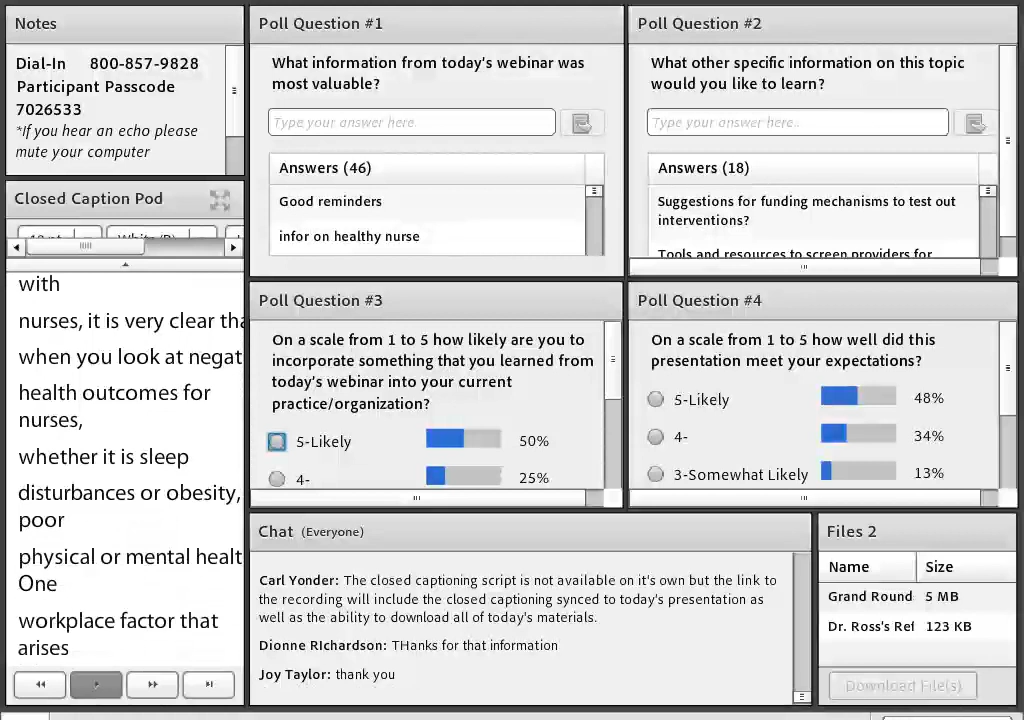 Notes
Dial-In 800-857-9828
Participant Passcode
7026533
*If you hear an echo please
mute your computer
Closed Caption Pod
with
nurses, it is very clear tha
when you look at negat
health outcomes for
nurses,
whether it is sleep
disturbances or obesity,
poor
physical or mental healt
One
workplace factor that
arises
Poll Question #1
What information from today's webinar was
most valuable?
Type your answer here.
Answers (46)
Good reminders
infor on healthy nurse
Poll Question #2
What other specific information on this topic
would you like to learn?
Type your answer here..
Answers (18)
Suggestions for funding mechanisms to test out
interventions?
Tools and resources to screen providers for
Poll Question #3
On a scale from 1 to 5 how likely are you to
incorporate something that you learned from
today's webinar into your current
practice/organization?
5-Likely 50%
4- 25%
Poll Question #4
On a scale from 1 to 5 how well did this
presentation meet your expectations?
5-Likely 48%
4- 34%
3-Somewhat Likely 13%
Chat (Everyone)
Carl Yonder: The closed captioning script is not available on it's own but the link to
the recording will include the closed captioning synced to today's presentation as
well as the ability to download all of today's materials.
Dionne RIchardson: THanks for that information
Joy Taylor: thank you
Files 2
Name Size
Grand Round 5 MB
Dr. Ross's Ref 123 KB
Download File(s)